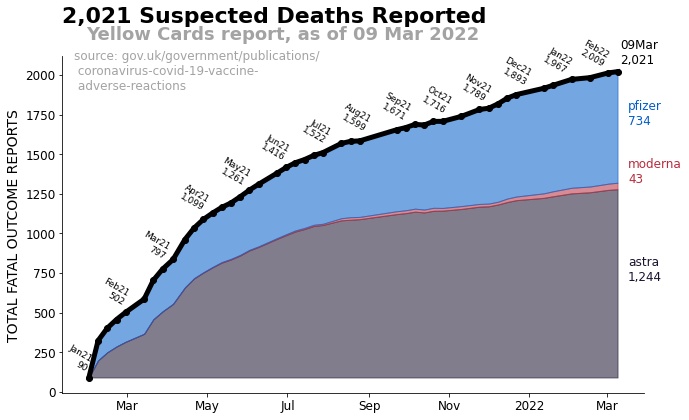 2,021 Suspected Deaths Reported
Yellow Cards report, as of 09 Mar 2022
source: gov.uk/government/publications/
coronavirus-covid-19-vaccine-
adverse-reactions
TOTAL FATAL OUTCOME REPORTS
2000
1750
1500
1250
1000
750
500
250
0
Jan21
90
Feb21
502
Mar21
797
Apr21
1,099
May21
1,261
Jun21
1,416
Jul21
1,522
Aug21
1,599
Sep21
1,671
Oct21
1,716
Nov21
1,789
Dec21
1,893
Jan22
1,967
Feb22
2,009
09Mar
2,021
pfizer
734
moderna
43
astra
1,244
Mar
May
Jul
Sep
Nov
2022
Mar